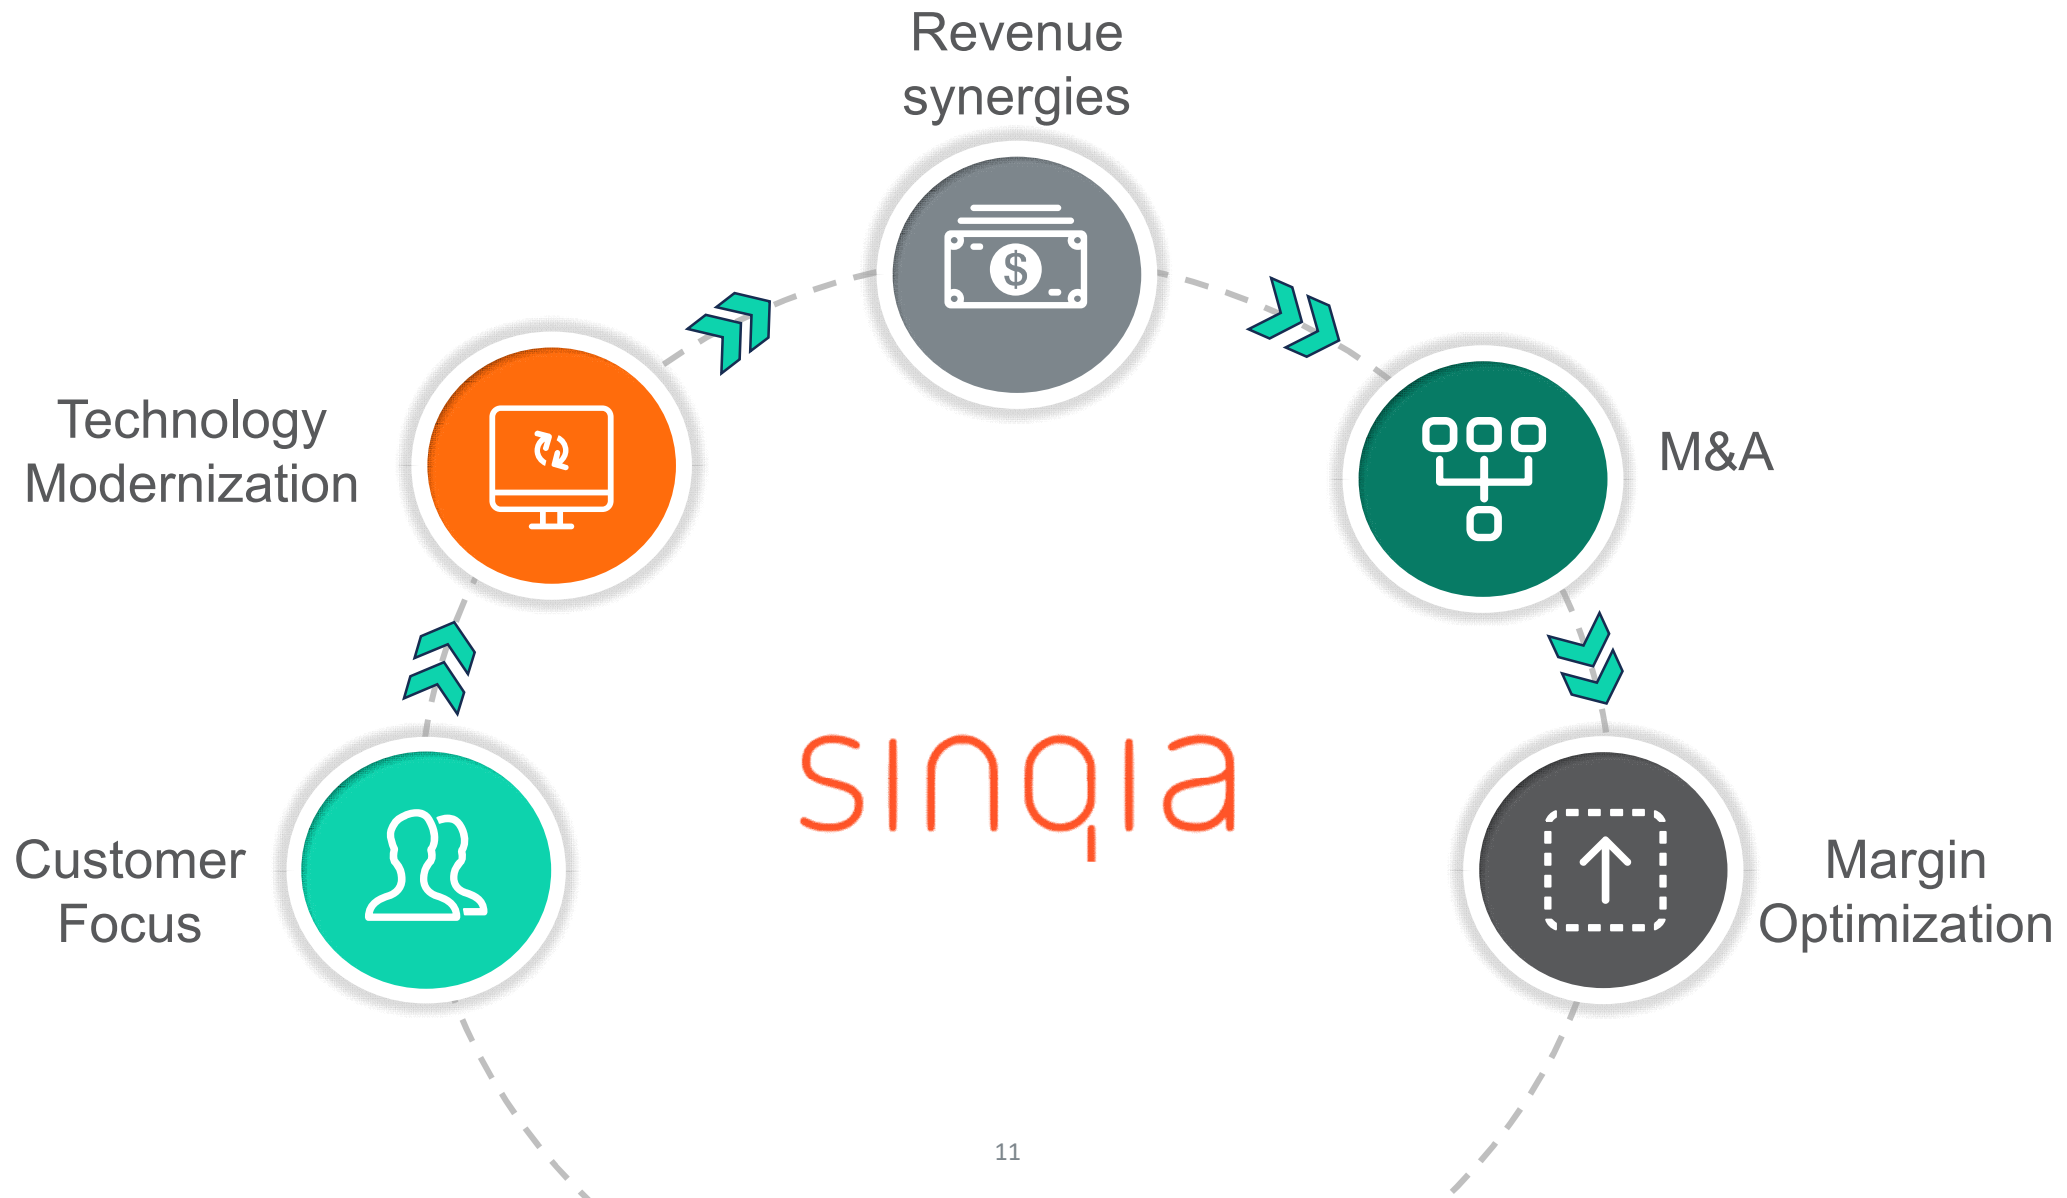 Revenue
synergies
$
Technology
Modernization
M&A
sinqia
Customer
Focus
Margin
Optimization
11